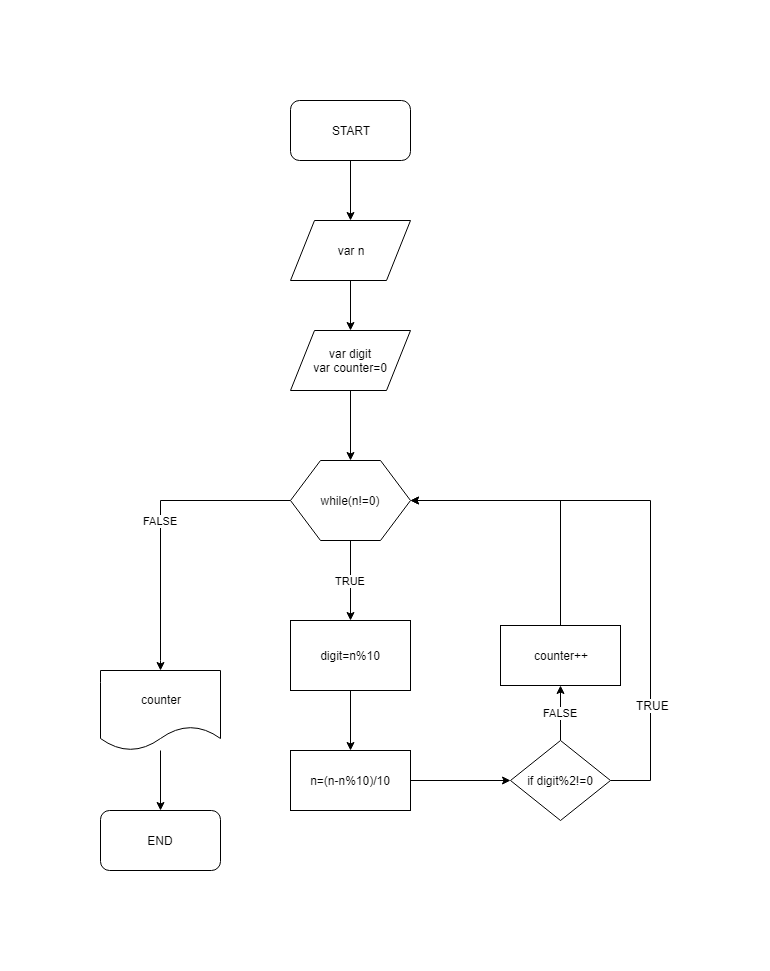 START
var n
var digit
var counter=0
while(n!=0)
FALSE
TRUE
digit=n%10
counter++
counter
FALSE
TRUE
n=(n-n%10)/10
if digit%2!=0
END